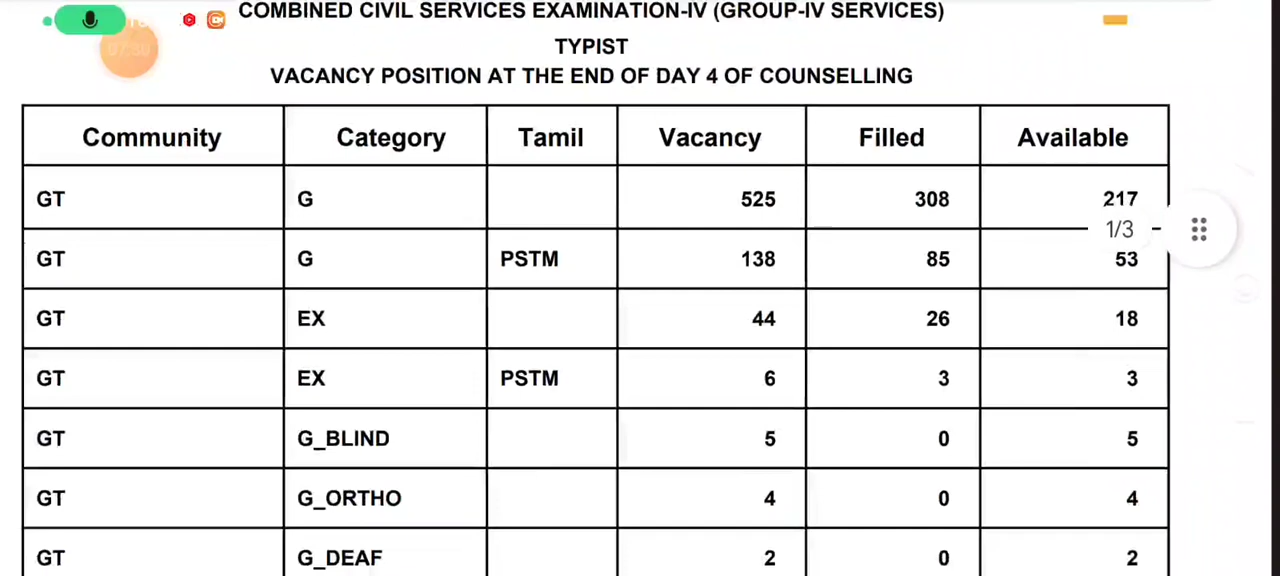 COMBINED CIVIL SERVICES EXAMINATION-IV (GROUP-IV SERVICES)
TYPIST
VACANCY POSITION AT THE END OF DAY 4 OF COUNSELLING
Community Category Tamil Vacancy Filled Available
GT G 525 308 217
1/3
GT G PSTM 138 85 53
GT EX 44 26 18
GT EX PSTM 6 3 3
GT G_BLIND 5 0 5
GT G_ORTHO 4 0 4
GT G_DEAF 2 0 2